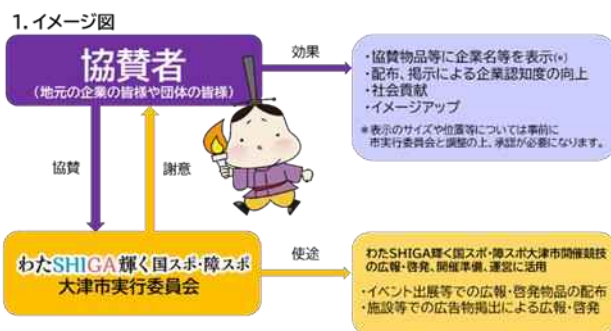 1.イメージ図
協賛者
(地元の企業の皆様や団体の皆様)
効果
・協賛物品等に企業名等を表示(*)
・配布、掲示による企業認知度の向上
・社会貢献
・イメージアップ
*表示のサイズや位置等については事前に
市実行委員会と調整の上、承認が必要になります。
協賛
謝意
わたSHIGA輝く国スポ・障スポ
大津市実行委員会
使途
わたSHIGA輝く国スポ・障スポ大津市開催競技
の広報・啓発、開催準備、運営に活用
・イベント出展等での広報・啓発物品の配布
・施設等での広告物掲出による広報・啓発